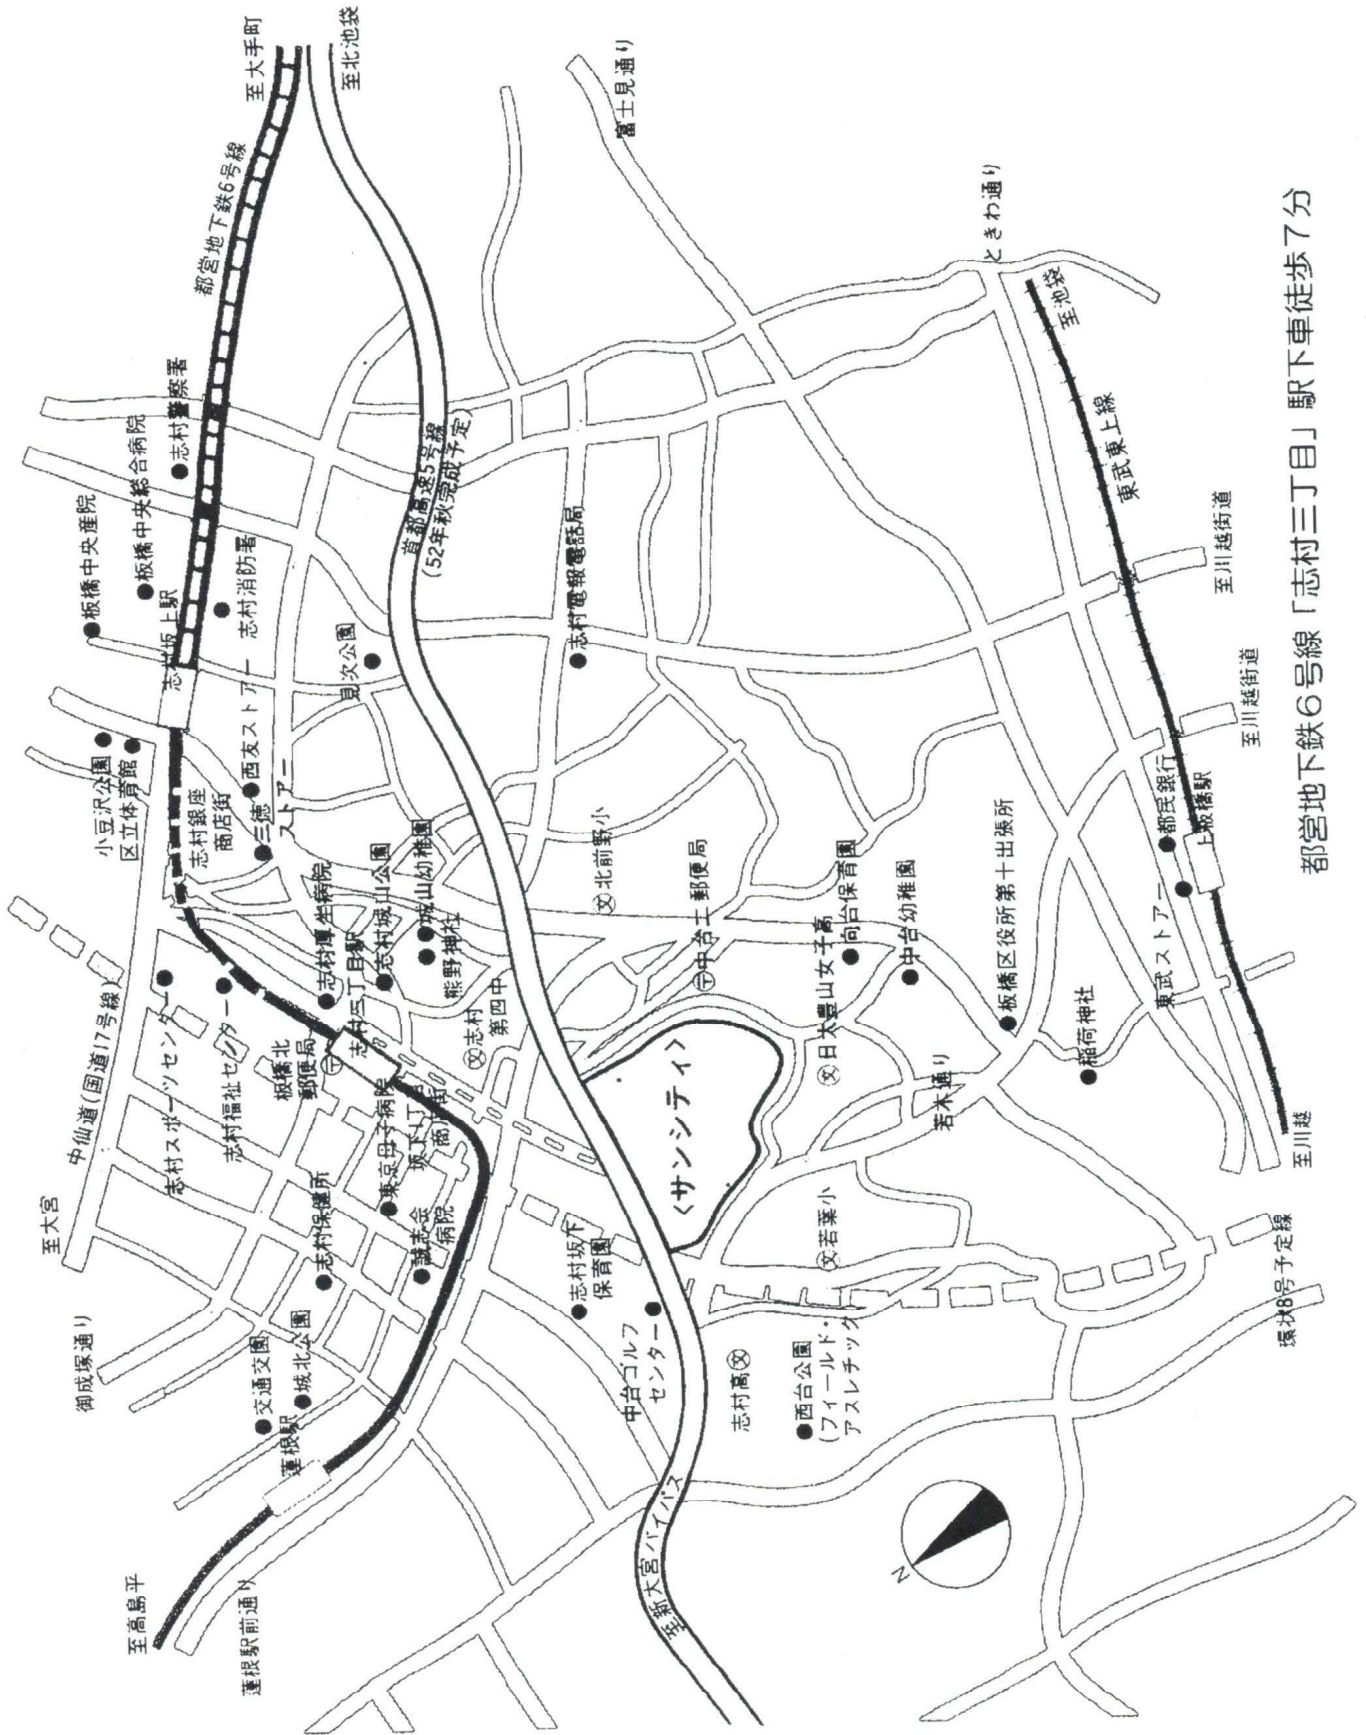 至高島平
蓮根駅前通り
蓮根駅
交通公園
城北公園
御成塚通り
至大宮
中仙道(国道17号線)
志村スポーツセンター
志村福祉センター
板橋北
郵便局
志村保健所
東京母子病院
誠志会
病院
坂下1丁目
商店街
志村三丁目駅
志村厚生病院
志村城山公園
城山幼稚園
熊野神社
志村
第四中
小豆沢公園
区立体育館
志村銀座
商店街
三徳
ストアー
西友ストアー
志村坂上駅
板橋中央産院
板橋中央総合病院
志村警察署
志村消防署
見次公園
都営地下鉄6号線
至大手町
至北池袋
首都高速5号線
(52年秋完成予定)
富士見通り
ときわ通り
志村電報電話局
北前野小
中台二郵便局
<サンシティ>
志村坂下
保育園
中台ゴルフ
センター
至新大宮バイパス
志村高
西台公園
(フィールド・
アスレチック)
若葉小
日大豊山女子高
向台保育園
中台幼稚園
若木通り
板橋区役所第十出張所
稲荷神社
東武ストアー
都民銀行
上板橋駅
東武東上線
至池袋
至川越街道
至川越街道
至川越
環状8号予定線
N
都営地下鉄6号線「志村三丁目」駅下車徒歩7分